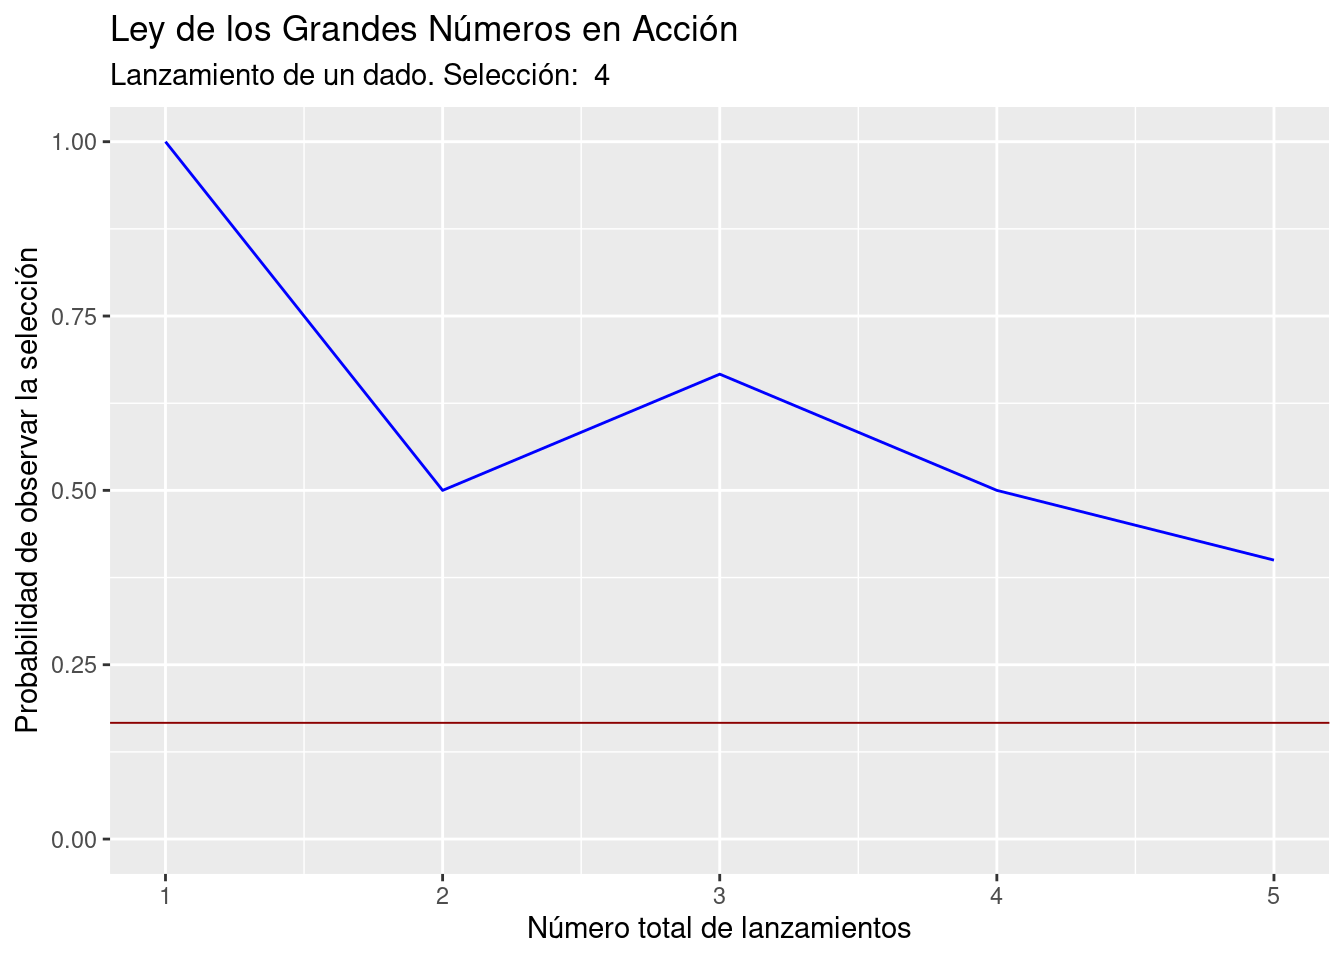 Ley de los Grandes Números en Acción
Lanzamiento de un dado. Selección:  4
Probabilidad de observar la selección
1.00
0.75
0.50
0.25
0.00
1 2 3 4 5
Número total de lanzamientos